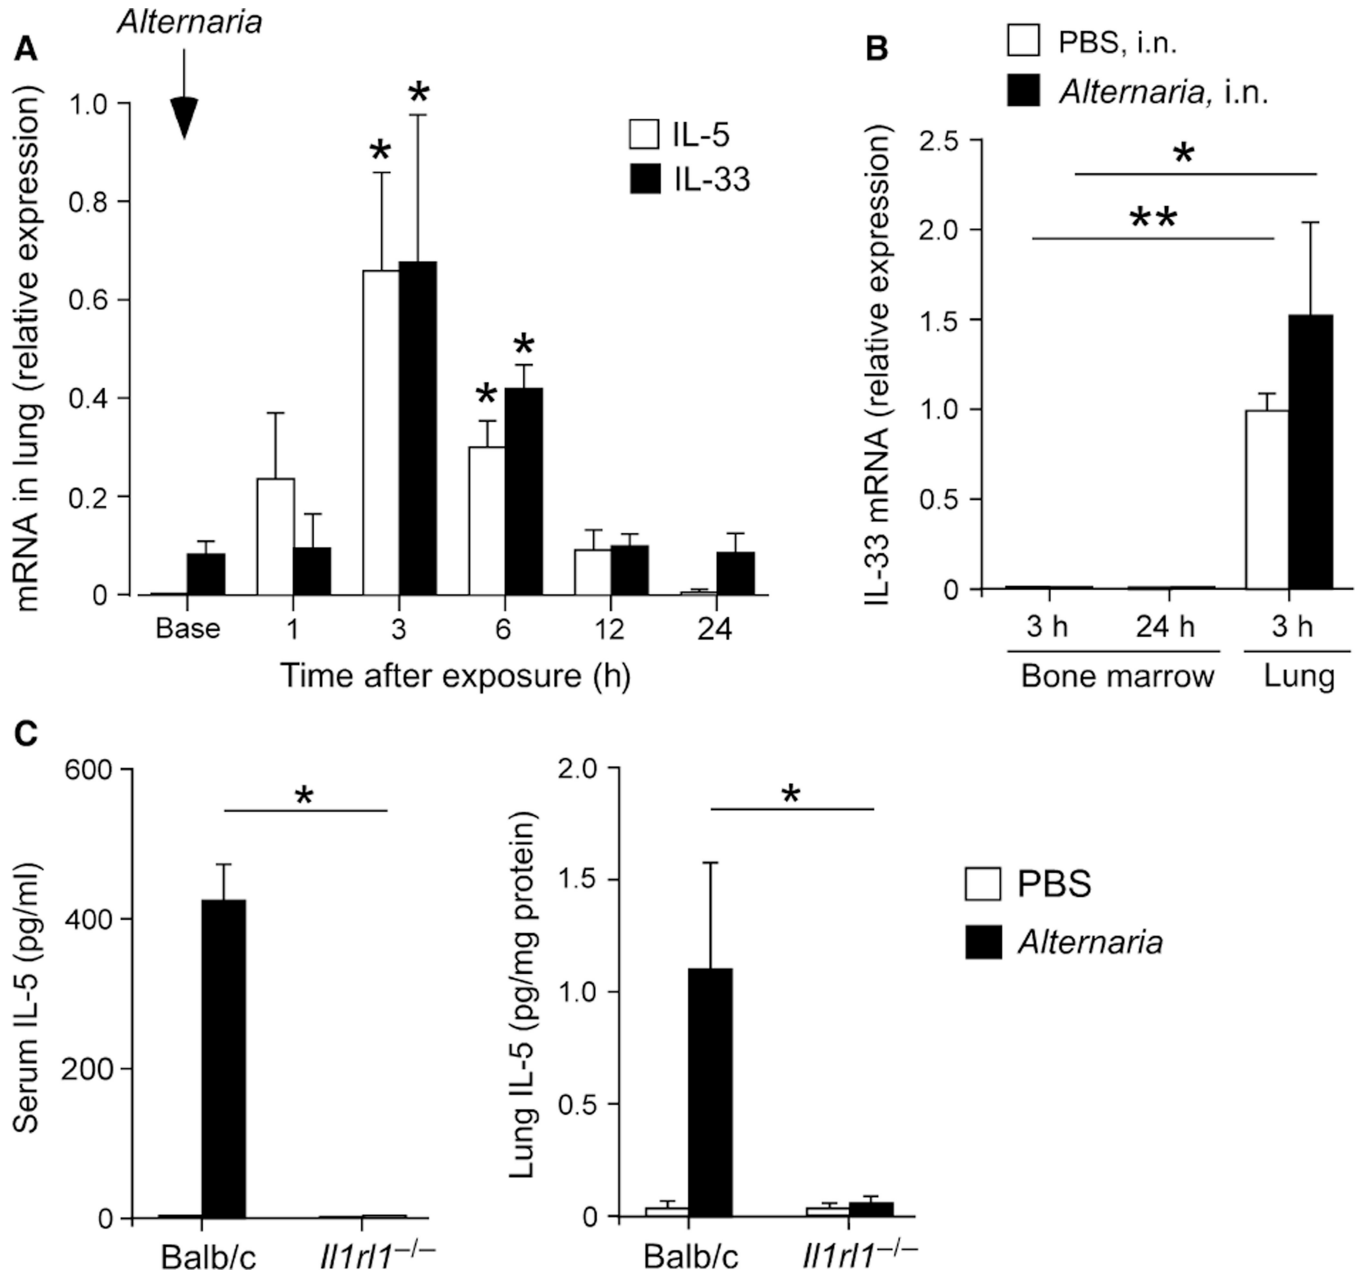 A
Alternaria
mRNA in lung (relative expression)
1.0
0.8
0.6
0.4
0.2
0
*
*
*
*
IL-5
IL-33
Base 1 3 6 12 24
Time after exposure (h)
B
PBS, i.n.
Alternaria, i.n.
IL-33 mRNA (relative expression)
2.5
2.0
1.5
1.0
0.5
0
*
**
3 h 24 h 3 h
Bone marrow Lung
C
Serum IL-5 (pg/ml)
600
400
200
0
*
Balb/c Il1rl1–/–
Lung IL-5 (pg/mg protein)
2.0
1.5
1.0
0.5
0
*
Balb/c Il1rl1–/–
PBS
Alternaria